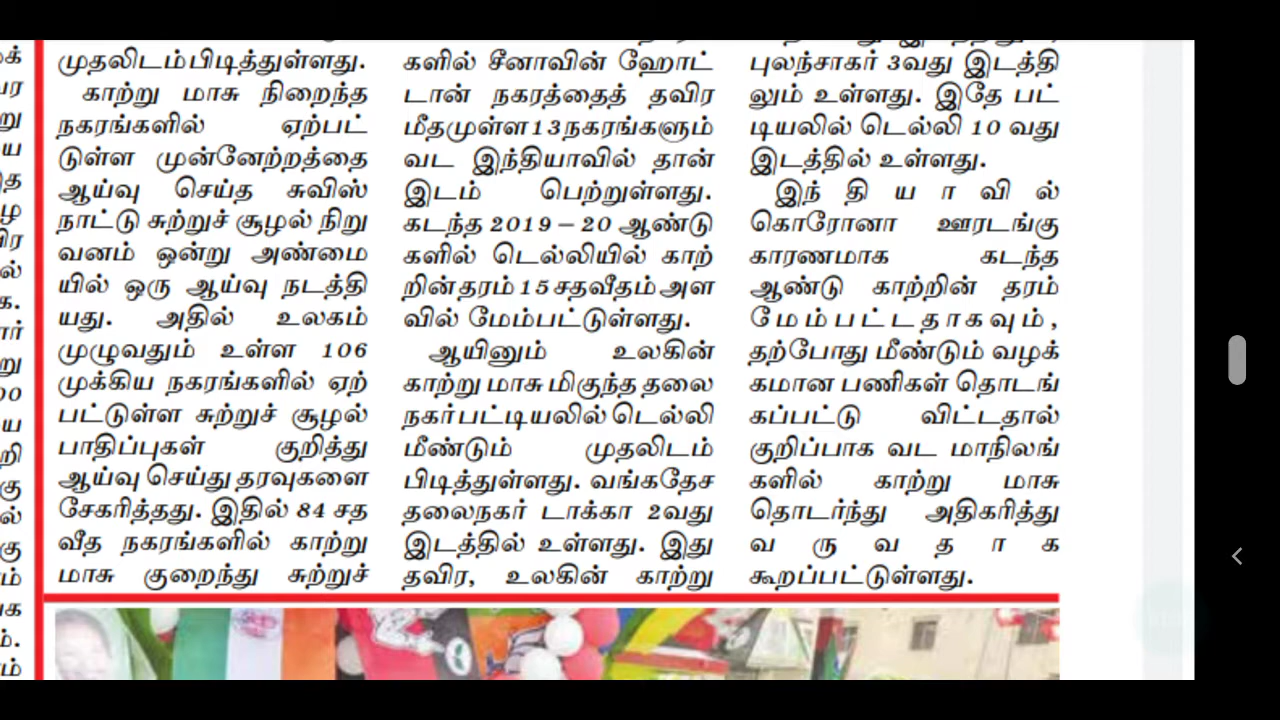 முதலிடம் பிடித்துள்ளது.
காற்று மாசு நிறைந்த
நகரங்களில் ஏற்பட்
டுள்ள முன்னேற்றத்தை
ஆய்வு செய்த சுவிஸ்
நாட்டு சுற்றுச் சூழல் நிறு
வனம் ஒன்று அண்மை
யில் ஒரு ஆய்வு நடத்தி
யது. அதில் உலகம்
முழுவதும் உள்ள 106
முக்கிய நகரங்களில் ஏற்
பட்டுள்ள சுற்றுச் சூழல்
பாதிப்புகள் குறித்து
ஆய்வு செய்து தரவுகளை
சேகரித்தது. இதில் 84 சத
வீத நகரங்களில் காற்று
மாசு குறைந்து சுற்றுச்
களில் சீனாவின் ஹோட்
டான் நகரத்தைத் தவிர
மீதமுள்ள 13 நகரங்களும்
வட இந்தியாவில் தான்
இடம் பெற்றுள்ளது.
கடந்த 2019 – 20 ஆண்டு
களில் டெல்லியில் காற்
றின் தரம் 15 சதவீதம் அள
வில் மேம்பட்டுள்ளது.
ஆயினும் உலகின்
காற்று மாசு மிகுந்த தலை
நகர் பட்டியலில் டெல்லி
மீண்டும் முதலிடம்
பிடித்துள்ளது. வங்கதேச
தலைநகர் டாக்கா 2வது
இடத்தில் உள்ளது. இது
தவிர, உலகின் காற்று
புலந்சாகர் 3வது இடத்தி
லும் உள்ளது. இதே பட்
டியலில் டெல்லி 10 வது
இடத்தில் உள்ளது.
இந்தியாவில்
கொரோனா ஊரடங்கு
காரணமாக கடந்த
ஆண்டு காற்றின் தரம்
மேம்பட்டதாகவும்,
தற்போது மீண்டும் வழக்
கமான பணிகள் தொடங்
கப்பட்டு விட்டதால்
குறிப்பாக வட மாநிலங்
களில் காற்று மாசு
தொடர்ந்து அதிகரித்து
வருவதாக
கூறப்பட்டுள்ளது.